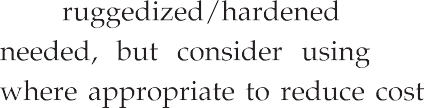 ruggedized/hardened
needed, but consider using
where appropriate to reduce cost